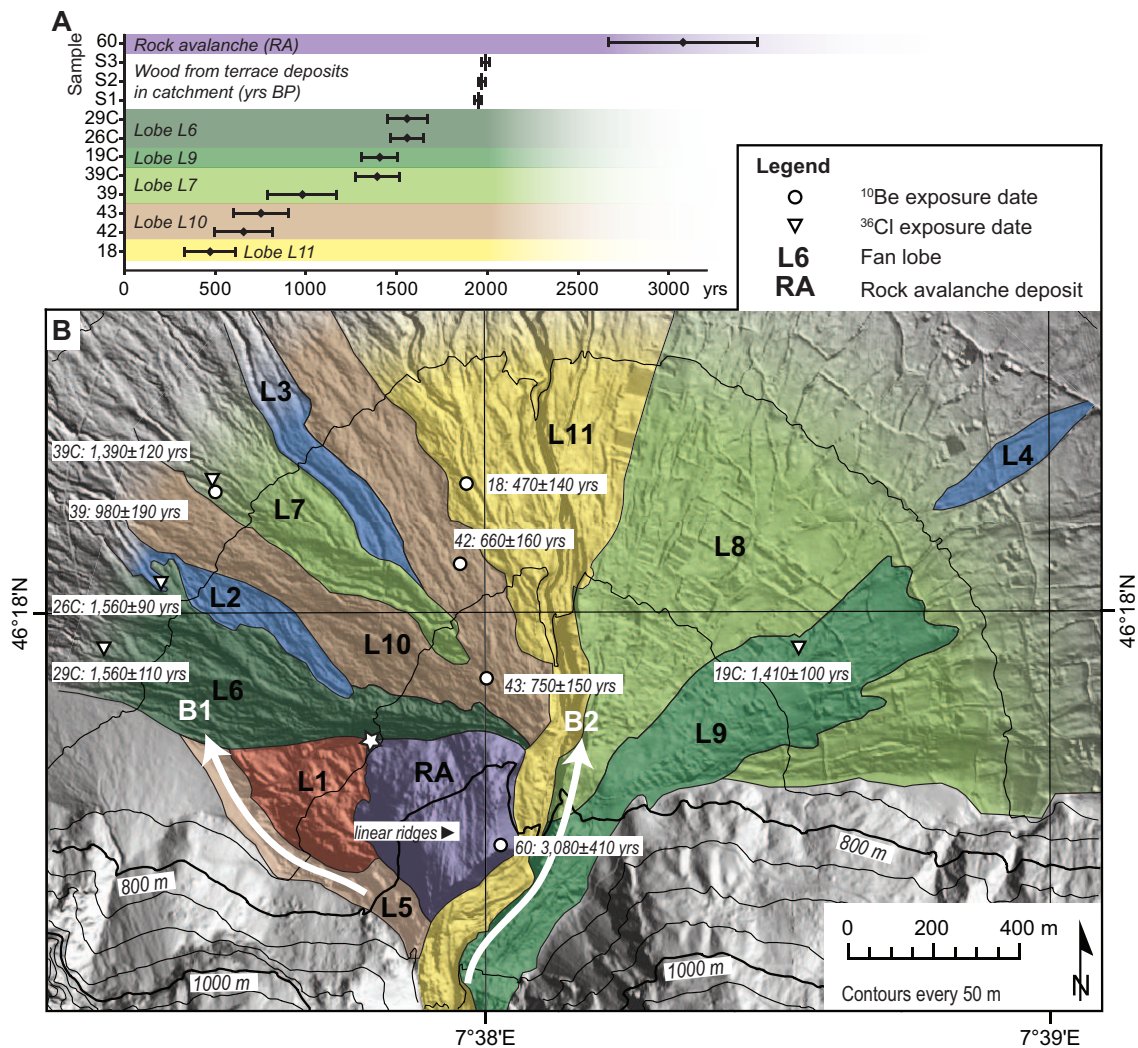 A
Sample
60
Rock avalanche (RA)
S3
Wood from terrace deposits
S2
in catchment (yrs BP)
S1
29C
Lobe L6
26C
19C
Lobe L9
39C
Lobe L7
39
43
Lobe L10
42
18
Lobe L11
0 500 1000 1500 2000 2500 3000 yrs
Legend
¹⁰Be exposure date
³⁶Cl exposure date
L6 Fan lobe
RA Rock avalanche deposit
B
L3
L11
L4
39C: 1,390±120 yrs
18: 470±140 yrs
39: 980±190 yrs
L7
42: 660±160 yrs
L8
46°18'N
46°18'N
L2
26C: 1,560±90 yrs
L10
29C: 1,560±110 yrs
19C: 1,410±100 yrs
L6
43: 750±150 yrs
B1
B2
L9
L1
RA
linear ridges ►
60: 3,080±410 yrs
800 m
800 m
L5
1000 m
1000 m
0 200 400 m
Contours every 50 m
N
7°38'E
7°39'E